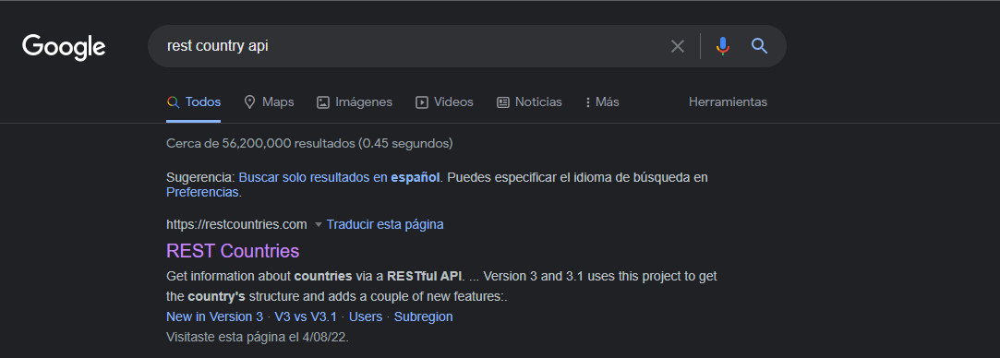 Google
rest country api
Todos Maps Imágenes Videos Noticias Más Herramientas
Cerca de 56,200,000 resultados (0.45 segundos)
Sugerencia: Buscar solo resultados en español. Puedes especificar el idioma de búsqueda en
Preferencias.
https://restcountries.com Traducir esta página
REST Countries
Get information about countries via a RESTful API. ... Version 3 and 3.1 uses this project to get
the country's structure and adds a couple of new features:.
New in Version 3 · V3 vs V3.1 · Users · Subregion
Visitaste esta página el 4/08/22.